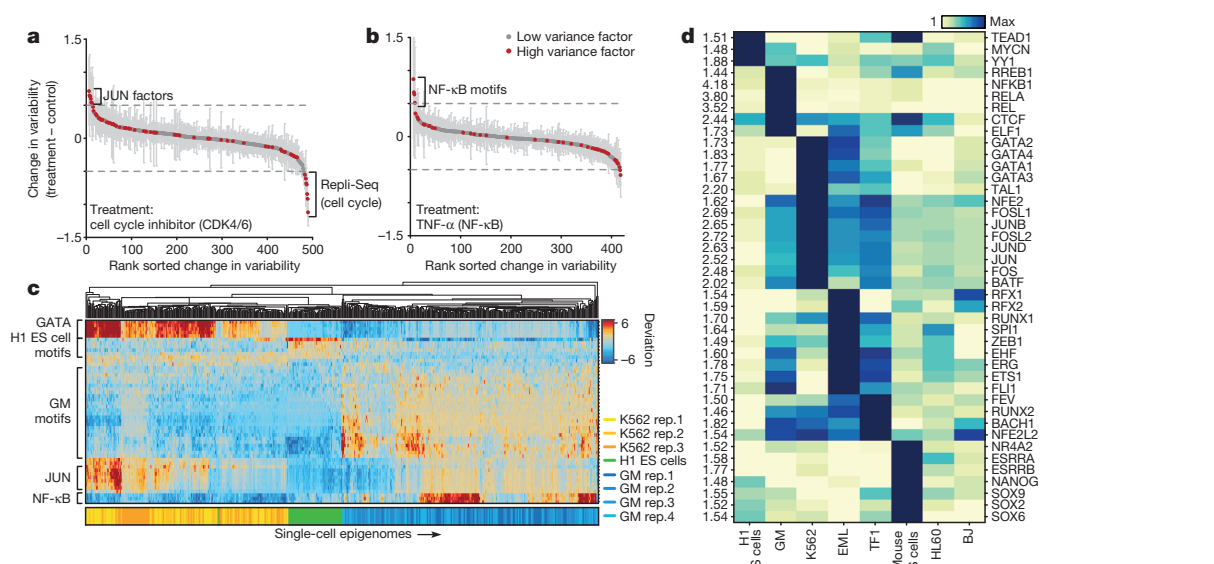 a
1.5
0
−1.5
Change in variability
(treatment – control)
JUN factors
Repli-Seq
(cell cycle)
Treatment:
cell cycle inhibitor (CDK4/6)
0 100 200 300 400 500
Rank sorted change in variability
b
1.5
0
−1.5
Low variance factor
High variance factor
NF-κB motifs
Treatment:
TNF-α (NF-κB)
0 100 200 300 400
Rank sorted change in variability
c
GATA
H1 ES cell
motifs
GM
motifs
JUN
NF-κB
6
−6
Deviation
K562 rep.1
K562 rep.2
K562 rep.3
H1 ES cells
GM rep.1
GM rep.2
GM rep.3
GM rep.4
Single-cell epigenomes
d
1 Max
1.51 TEAD1
1.48 MYCN
1.88 YY1
1.44 RREB1
4.18 NFKB1
3.80 RELA
3.52 REL
2.44 CTCF
1.73 ELF1
1.73 GATA2
1.83 GATA4
1.77 GATA1
1.67 GATA3
2.20 TAL1
1.62 NFE2
2.69 FOSL1
2.65 JUNB
2.72 FOSL2
2.63 JUND
2.52 JUN
2.48 FOS
2.02 BATF
1.54 RFX1
1.59 RFX2
1.70 RUNX1
1.64 SPI1
1.49 ZEB1
1.60 EHF
1.78 ERG
1.75 ETS1
1.71 FLI1
1.50 FEV
1.46 RUNX2
1.82 BACH1
1.54 NFE2L2
1.52 NR4A2
1.58 ESRRA
1.77 ESRRB
1.48 NANOG
1.55 SOX9
1.52 SOX2
1.54 SOX6
H1
cells
GM
K562
EML
TF1
Mouse
cells
HL60
BJ